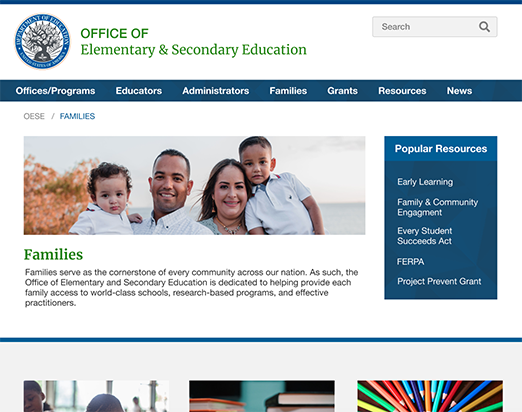 DEPARTMENT OF EDUCATION
UNITED STATES OF AMERICA
OFFICE OF
Elementary & Secondary Education
Search
Offices/Programs Educators Administrators Families Grants Resources News
OESE / FAMILIES
Popular Resources
Early Learning
Family & Community
Engagment
Every Student
Succeeds Act
FERPA
Project Prevent Grant
Families
Families serve as the cornerstone of every community across our nation. As such, the
Office of Elementary and Secondary Education is dedicated to helping provide each
family access to world-class schools, research-based programs, and effective
practitioners.